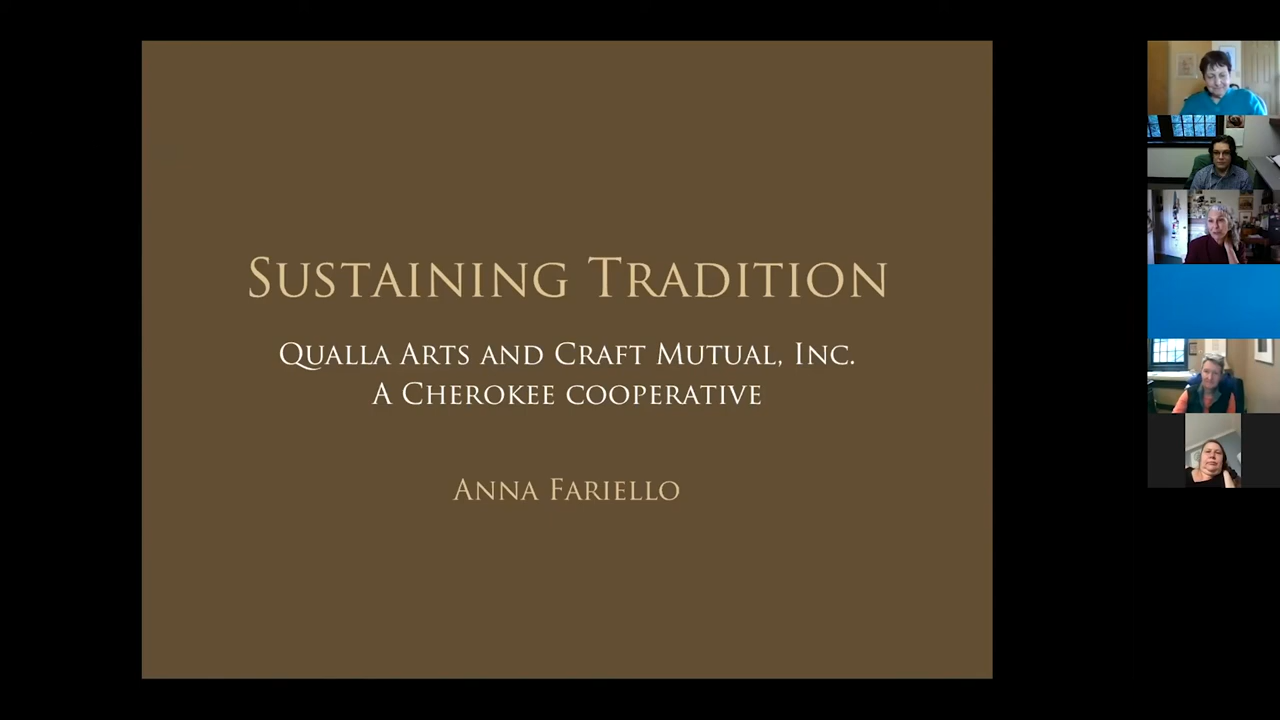 Sustaining Tradition
Qualla Arts and Craft Mutual, Inc.
A Cherokee cooperative
Anna Fariello